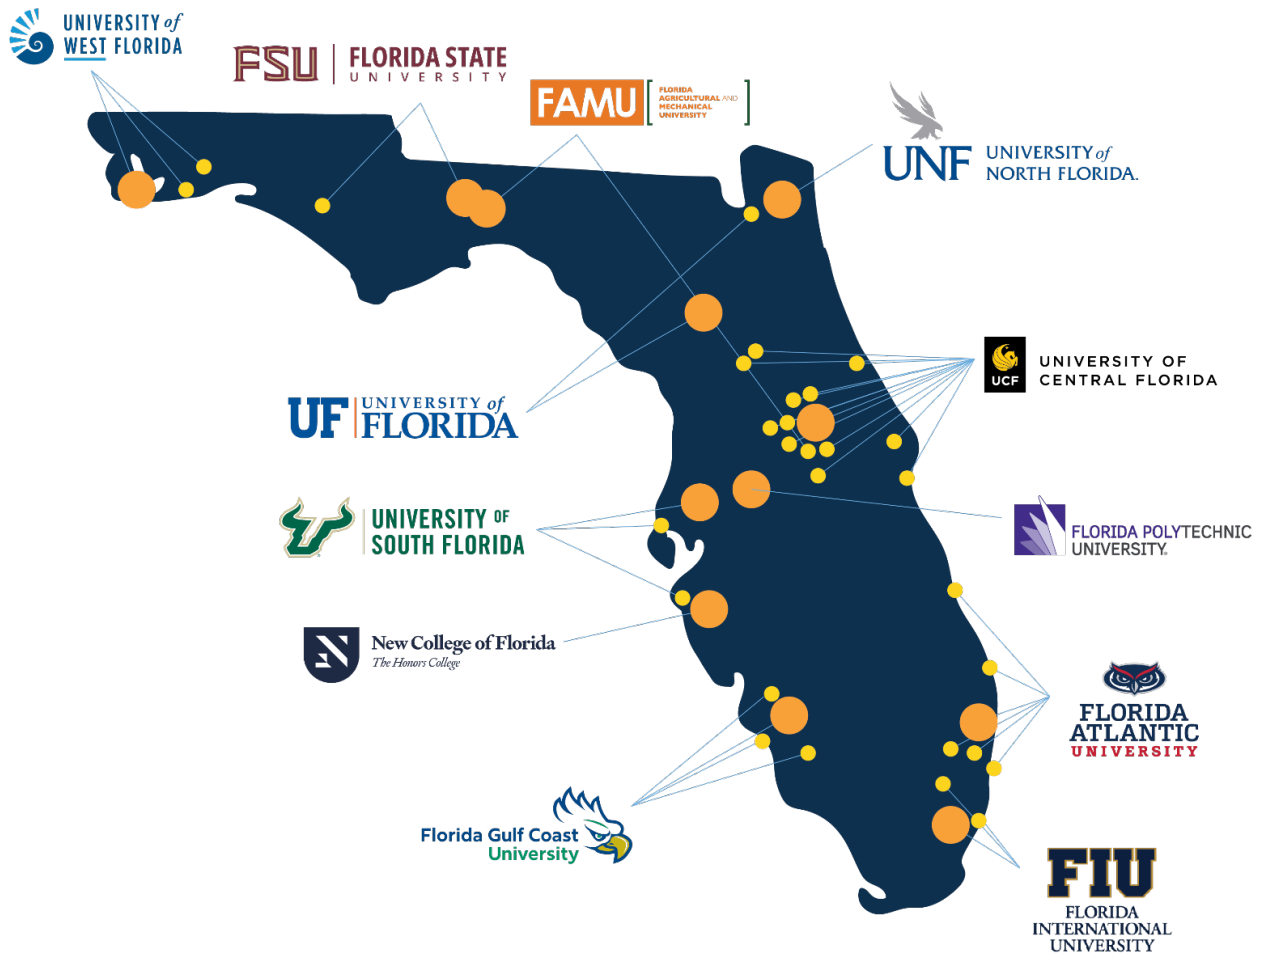 UNIVERSITY of
WEST FLORIDA
FSU
FLORIDA STATE
UNIVERSITY
FAMU
FLORIDA
AGRICULTURAL AND
MECHANICAL
UNIVERSITY
UNF
UNIVERSITY of
NORTH FLORIDA.
UCF
UNIVERSITY OF
CENTRAL FLORIDA
UF
UNIVERSITY of
FLORIDA
UNIVERSITY OF
SOUTH FLORIDA
FLORIDA POLYTECHNIC
UNIVERSITY
N
New College of Florida
The Honors College
FLORIDA
ATLANTIC
UNIVERSITY
Florida Gulf Coast
University
FIU
FLORIDA
INTERNATIONAL
UNIVERSITY